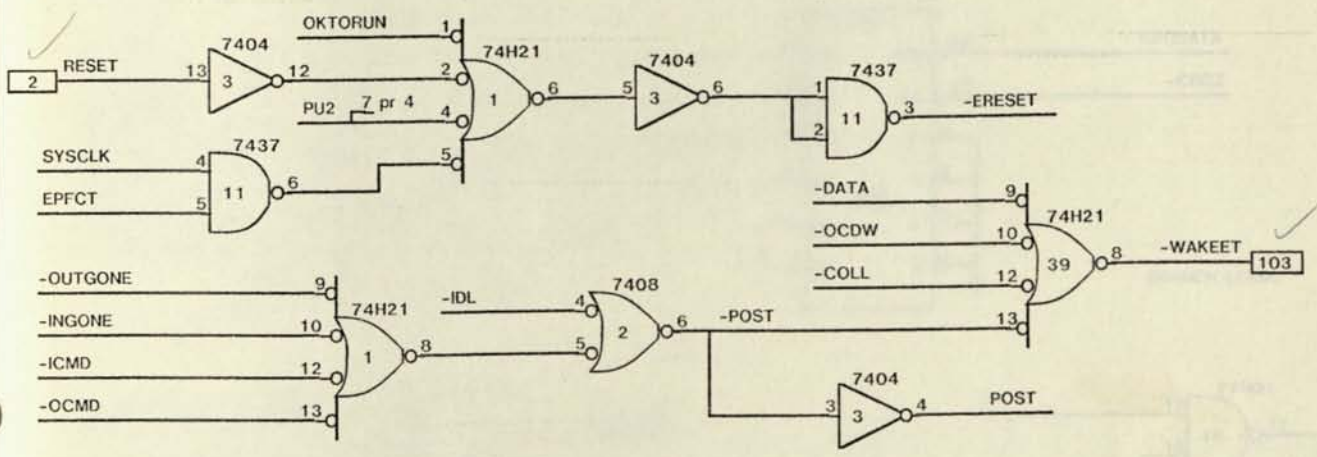 OKTORUN
1
7404
74H21
2
RESET
13
3
12
2
1
6
7404
5
3
6
7437
1
2
11
3
-ERESET
PU2
7 pr 4
4
5
SYSCLK
EPFCT
7437
4
5
11
6
-DATA
-OCDW
-COLL
9
10
12
13
74H21
39
8
-WAKEET
103
-OUTGONE
-INGONE
-ICMD
-OCMD
9
10
12
13
74H21
1
8
-IDL
7408
4
5
2
6
-POST
7404
3
3
4
POST